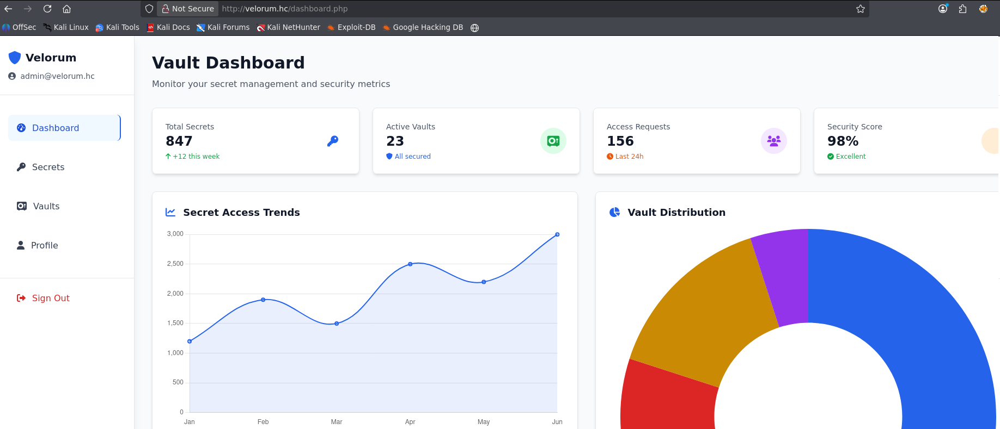 Not Secure http://velorum.hc/dashboard.php
OffSec Kali Linux Kali Tools Kali Docs Kali Forums Kali NetHunter Exploit-DB Google Hacking DB
Velorum
admin@velorum.hc
Dashboard
Secrets
Vaults
Profile
Sign Out
Vault Dashboard
Monitor your secret management and security metrics
Total Secrets
847
+12 this week
Active Vaults
23
All secured
Access Requests
156
Last 24h
Security Score
98%
Excellent
Secret Access Trends
3,000
2,500
2,000
1,500
1,000
500
0
Jan Feb Mar Apr May Jun
Vault Distribution